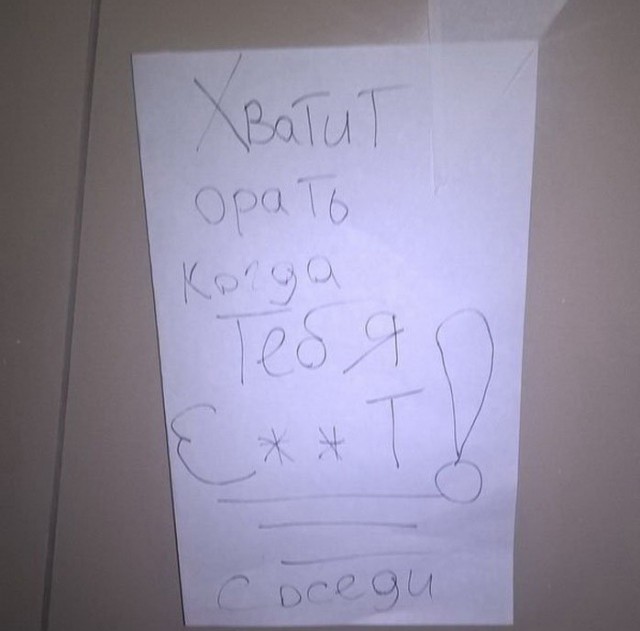 Хватит
орать
когда
Тебя
Е**Т!
Соседи